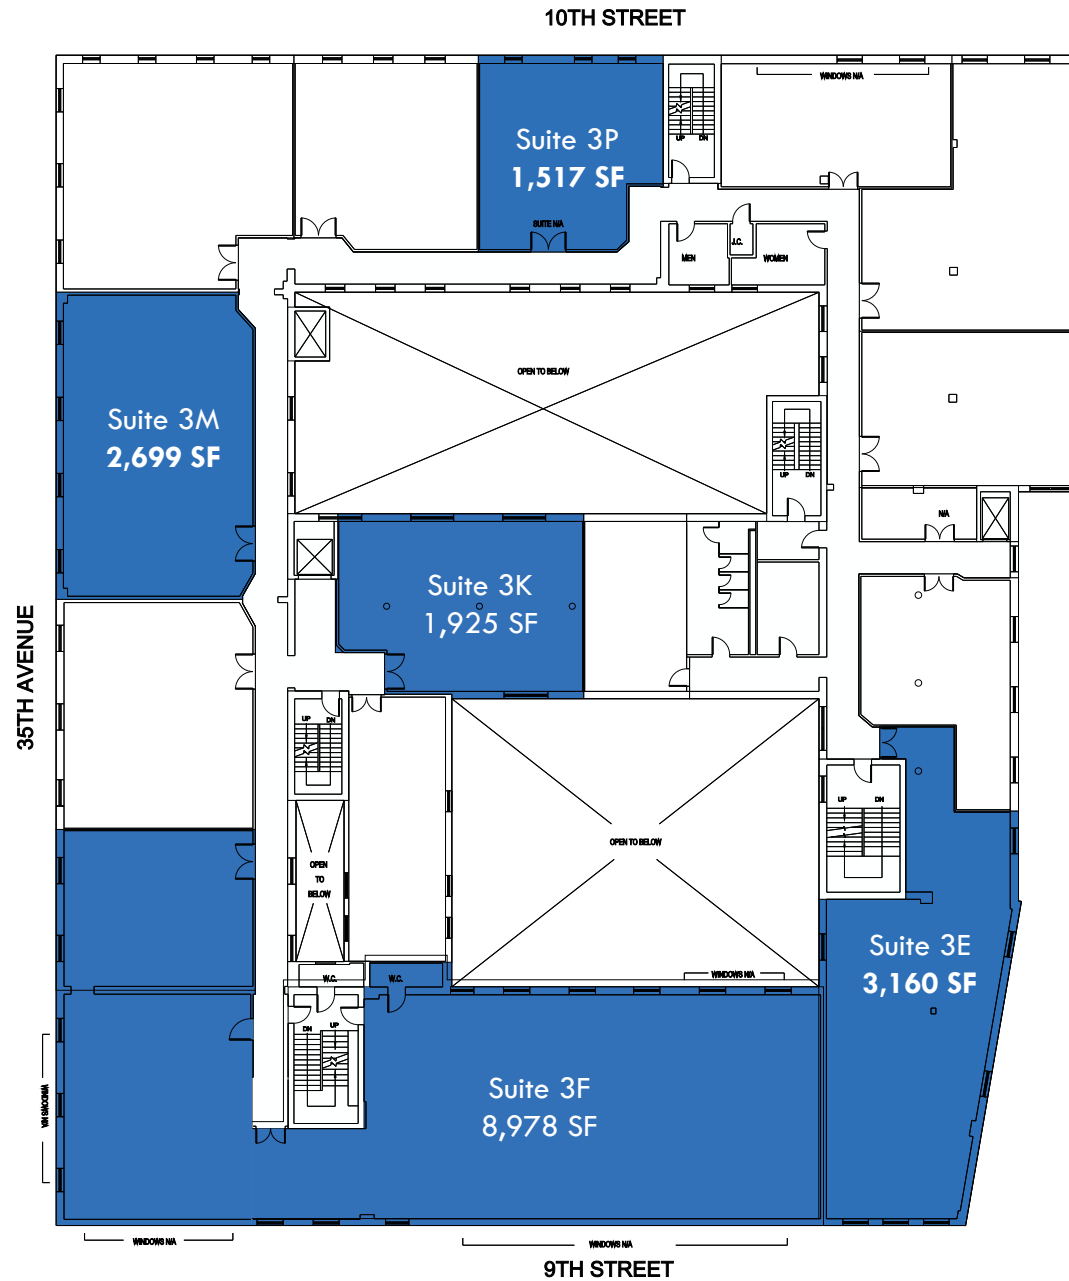 10TH STREET
WINDOWS N/A
Suite 3P
1,517 SF
UP DN
SUITE N/A
MEN
J.C.
WOMEN
OPEN TO BELOW
Suite 3M
2,699 SF
UP DN
N/A
Suite 3K
1,925 SF
35TH AVENUE
UP DN
UP DN
OPEN TO BELOW
OPEN
TO
BELOW
Suite 3E
3,160 SF
W.C.
W.C.
WINDOWS N/A
DN UP
Suite 3F
8,978 SF
WINDOWS N/A
WINDOWS N/A
WINDOWS N/A
9TH STREET